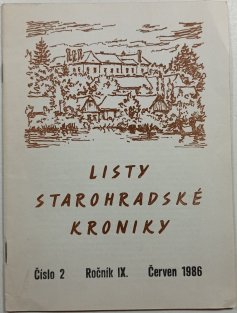 LISTY
STAROHRADSKÉ
KRONIKY
Číslo 2 Ročník IX. Červen 1986